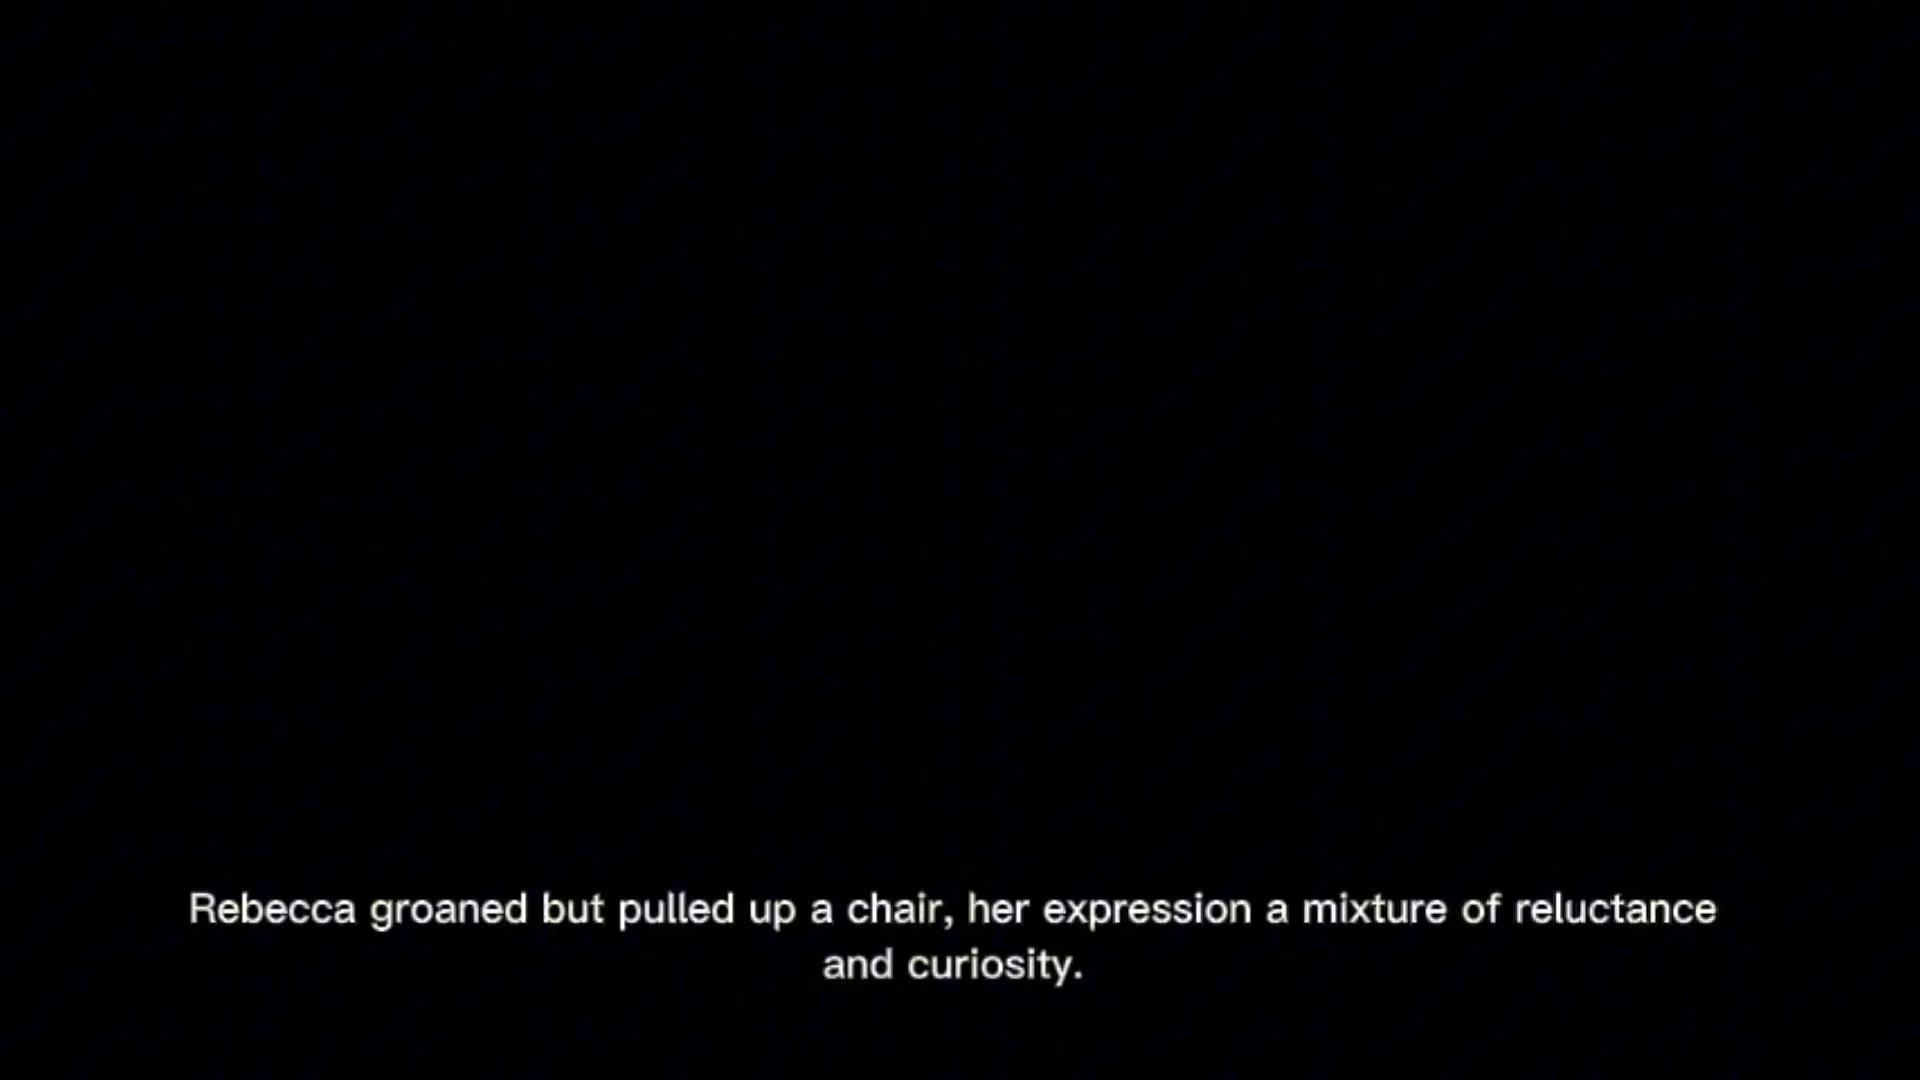 Rebecca groaned but pulled up a chair, her expression a mixture of reluctance
and curiosity.